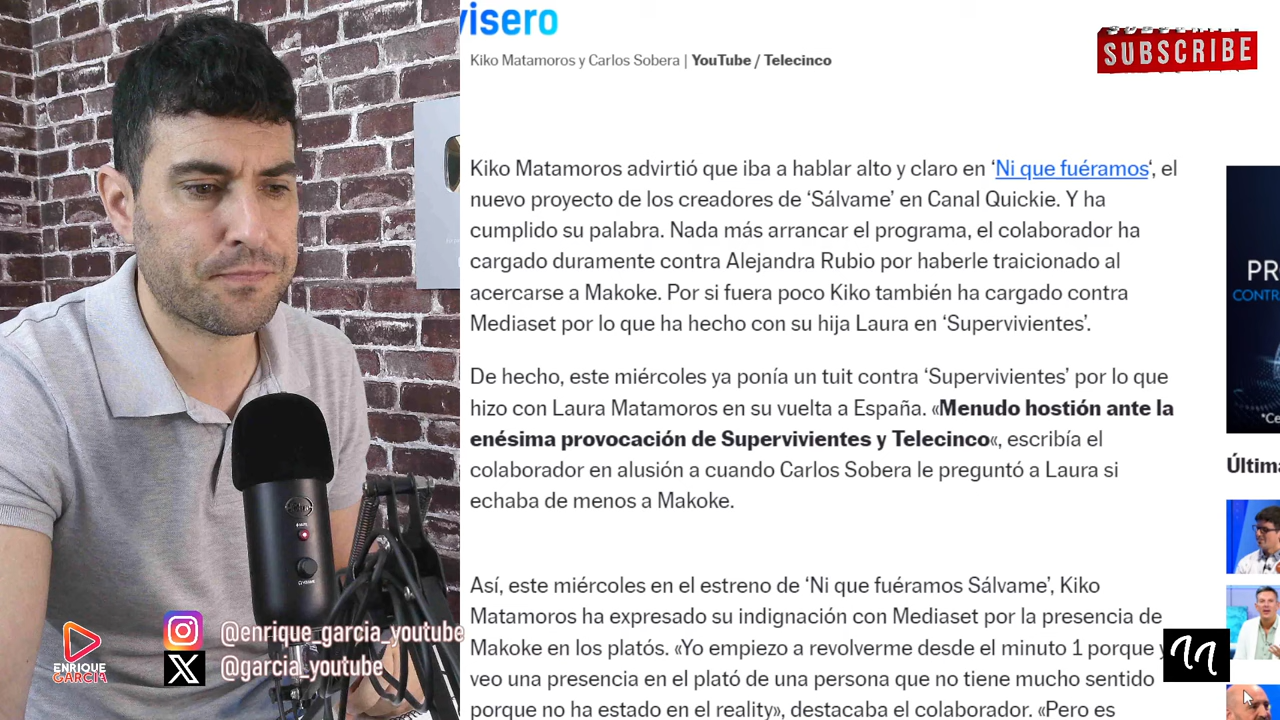 visero
Kiko Matamoros y Carlos Sobera | YouTube / Telecinco
SUBSCRIBE
Kiko Matamoros advirtió que iba a hablar alto y claro en ‘Ni que fuéramos‘, el
nuevo proyecto de los creadores de ‘Sálvame’ en Canal Quickie. Y ha
cumplido su palabra. Nada más arrancar el programa, el colaborador ha
cargado duramente contra Alejandra Rubio por haberle traicionado al
acercarse a Makoke. Por si fuera poco Kiko también ha cargado contra
Mediaset por lo que ha hecho con su hija Laura en ‘Supervivientes’.
De hecho, este miércoles ya ponía un tuit contra ‘Supervivientes’ por lo que
hizo con Laura Matamoros en su vuelta a España. «Menudo hostión ante la
enésima provocación de Supervivientes y Telecinco«, escribía el
colaborador en alusión a cuando Carlos Sobera le preguntó a Laura si
echaba de menos a Makoke.
Así, este miércoles en el estreno de ‘Ni que fuéramos Sálvame’, Kiko
Matamoros ha expresado su indignación con Mediaset por la presencia de
Makoke en los platós. «Yo empiezo a revolverme desde el minuto 1 porque y
veo una presencia en el plató de una persona que no tiene mucho sentido
porque no ha estado en el reality», destacaba el colaborador. «Pero es
PR
CONTR
*Ce
Última
@enrique_garcia_youtube
@garcia_youtube
ENRIQUE
GARCIA